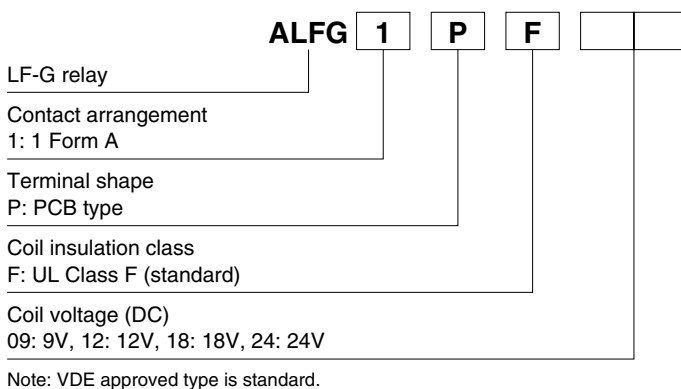 ALFG 1 P F
LF-G relay
Contact arrangement
1: 1 Form A
Terminal shape
P: PCB type
Coil insulation class
F: UL Class F (standard)
Coil voltage (DC)
09: 9V, 12: 12V, 18: 18V, 24: 24V
Note: VDE approved type is standard.